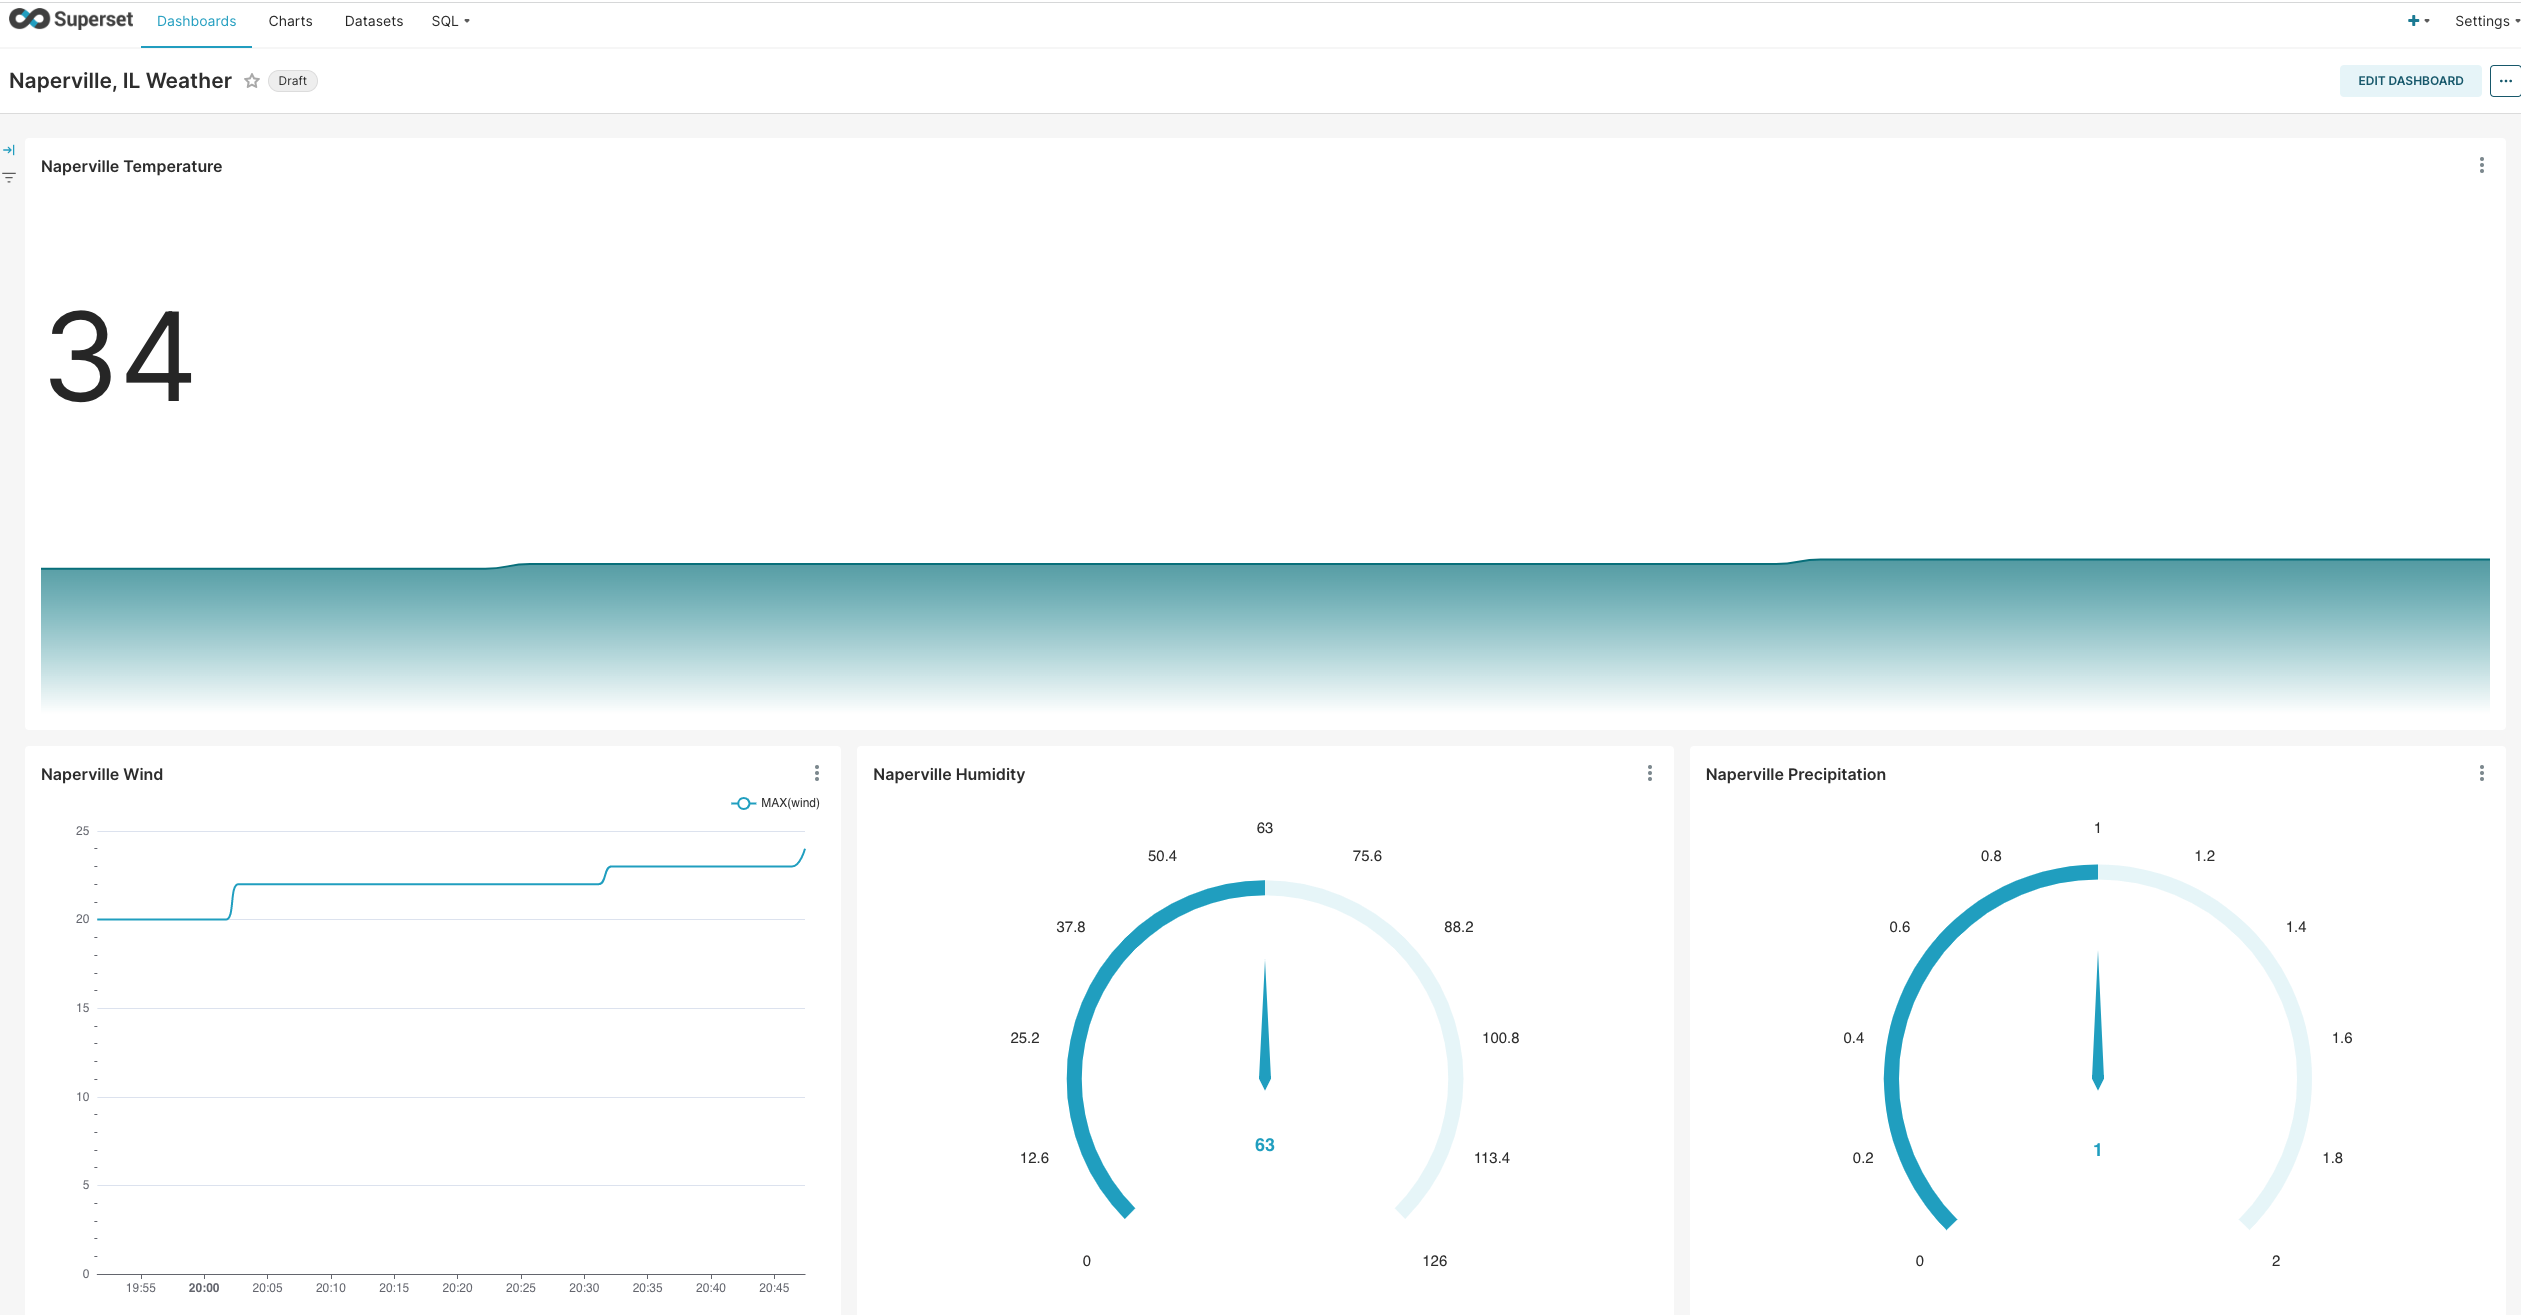 Superset Dashboards Charts Datasets SQL + Settings
Naperville, IL Weather Draft EDIT DASHBOARD ...
Naperville Temperature
34
Naperville Wind
MAX(wind)
25
20
15
10
5
0
19:55 20:00 20:05 20:10 20:15 20:20 20:25 20:30 20:35 20:40 20:45
Naperville Humidity
63
50.4 75.6
37.8 88.2
25.2 100.8
63
12.6 113.4
0 126
Naperville Precipitation
1
0.8 1.2
0.6 1.4
0.4 1.6
1
0.2 1.8
0 2